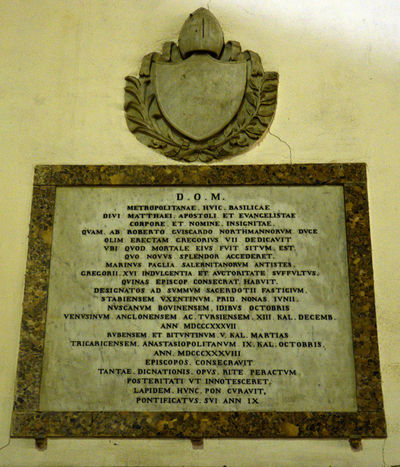 D. O. M.
METROPOLITANAE. HVIC. BASILICAE
DIVI MATTHAEI. APOSTOLI. ET EVANGELISTAE
CORPORE. ET NOMINE. INSIGNITAE.
QUAM. AB ROBERTO GUISCARDO NORTHMANNORVM. DVCE
OLIM ERECTAM GREGORIVS VII DEDICAVIT
VBI QVOD MORTALE EIVS FVIT SITVM. EST
QVO NOVVS SPLENDOR ACCEDERET.
MARINVS PAGLIA SALERNITANORVM ANTISTES.
GREGORII. XVI INDVLGENTIA ET AVCTORITATE SVFFVLTVS.
QVINAS EPISCOP CONSECRAT. HABVIT.
DESIGNATOS AD SVMMVM SACERDOTII FASTIGIVM.
STABIENSEM VXENTINVM. PRID NONAS IVNII.
NUSCANVM BOVINENSEM, IDIBVS OCTOBRIS
VENVSINVM ANGLONENSEM AC. TVRSIENSEM. XIII KAL. DECEMB.
ANN MDCCCXXXVII
RVBENSEM ET BITVNTINVM V. KAL. MARTIAS
TRICARICENSEM. ANASTASIOPOLITANVM IX. KAL. OCTOBRIS.
ANN. MDCCCXXXVIII
EPISCOPOS. CONSECRAVIT
TANTAE. DIGNATIONIS. OPVS. RITE PERACTVM
POSTERITATI VT INNOTESCERET.
LAPIDEM. HVNC. PON CVRAVIT.
PONTIFICATVS. SVI ANN IX